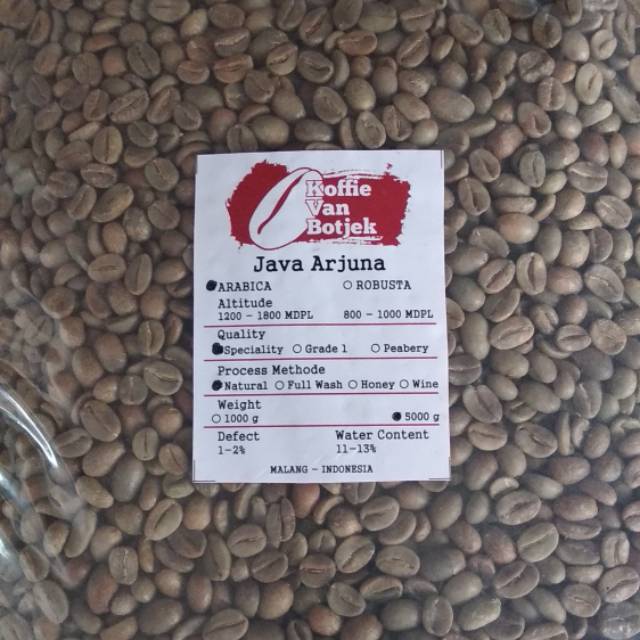 Koffie
Van
Botjek
Java Arjuna
ARABICA ROBUSTA
Altitude
1200 - 1800 MDPL 800 - 1000 MDPL
Quality
Speciality Grade 1 Peabery
Process Methode
Natural Full Wash Honey Wine
Weight
1000 g 5000 g
Defect Water Content
1-2% 11-13%
MALANG - INDONESIA